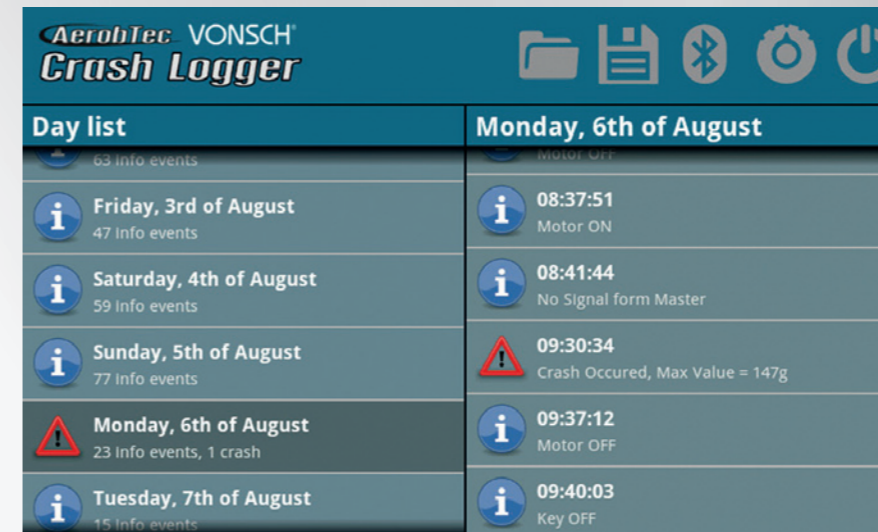 AerobTec VONSCH®
Crash Logger
Day list
63 Info events
Friday, 3rd of August
47 Info events
Saturday, 4th of August
59 Info events
Sunday, 5th of August
77 Info events
Monday, 6th of August
23 Info events, 1 crash
Tuesday, 7th of August
15 Info events
Monday, 6th of August
Motor OFF
08:37:51
Motor ON
08:41:44
No Signal form Master
09:30:34
Crash Occured, Max Value = 147g
09:37:12
Motor OFF
09:40:03
Key OFF